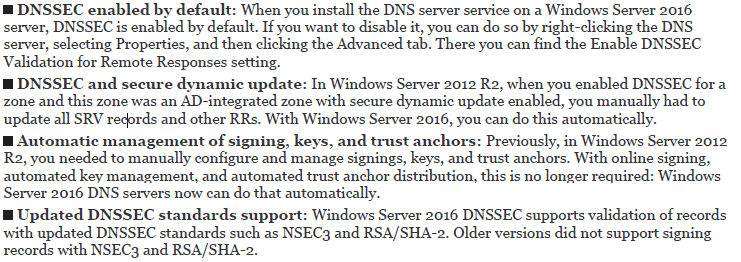 ■ DNSSEC enabled by default: When you install the DNS server service on a Windows Server 2016
server, DNSSEC is enabled by default. If you want to disable it, you can do so by right-clicking the DNS
server, selecting Properties, and then clicking the Advanced tab. There you can find the Enable DNSSEC
Validation for Remote Responses setting.
■ DNSSEC and secure dynamic update: In Windows Server 2012 R2, when you enabled DNSSEC for a
zone and this zone was an AD-integrated zone with secure dynamic update enabled, you manually had to
update all SRV records and other RRs. With Windows Server 2016, you can do this automatically.
■ Automatic management of signing, keys, and trust anchors: Previously, in Windows Server 2012
R2, you needed to manually configure and manage signings, keys, and trust anchors. With online signing,
automated key management, and automated trust anchor distribution, this is no longer required: Windows
Server 2016 DNS servers now can do that automatically.
■ Updated DNSSEC standards support: Windows Server 2016 DNSSEC supports validation of records
with updated DNSSEC standards such as NSEC3 and RSA/SHA-2. Older versions did not support signing
records with NSEC3 and RSA/SHA-2.